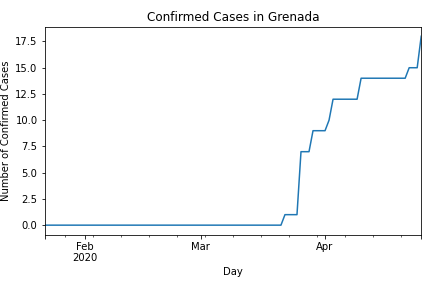 Confirmed Cases in Grenada
Number of Confirmed Cases
17.5
15.0
12.5
10.0
7.5
5.0
2.5
0.0
Feb
2020
Mar
Apr
Day